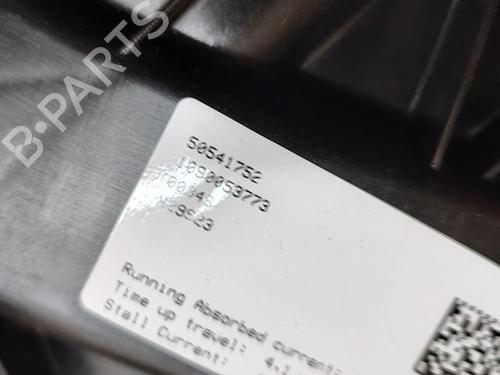 B-PARTS
50541752
1090053773
Running Absorbed current:
Time up travel: 4.1
Stall Current: